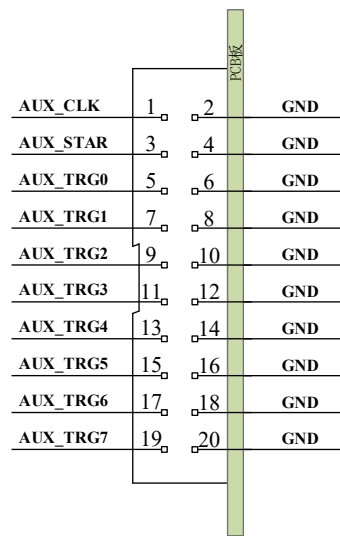 PCB板
AUX_CLK 1 2 GND
AUX_STAR 3 4 GND
AUX_TRG0 5 6 GND
AUX_TRG1 7 8 GND
AUX_TRG2 9 10 GND
AUX_TRG3 11 12 GND
AUX_TRG4 13 14 GND
AUX_TRG5 15 16 GND
AUX_TRG6 17 18 GND
AUX_TRG7 19 20 GND